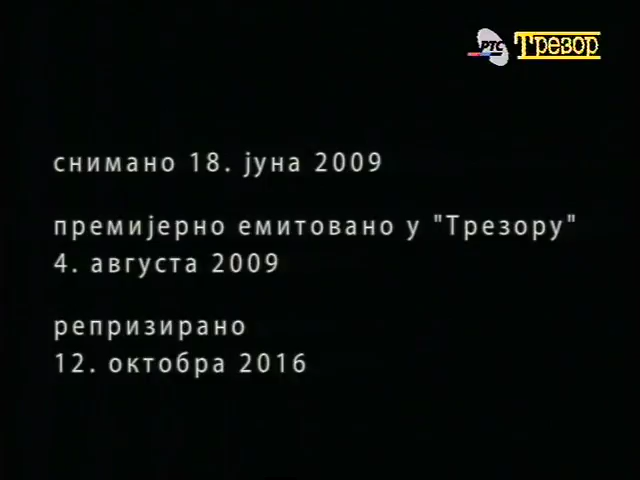 РТС Трезор
снимано 18. јуна 2009
премијерно емитовано у "Трезору"
4. августа 2009
репризирано
12. октобра 2016